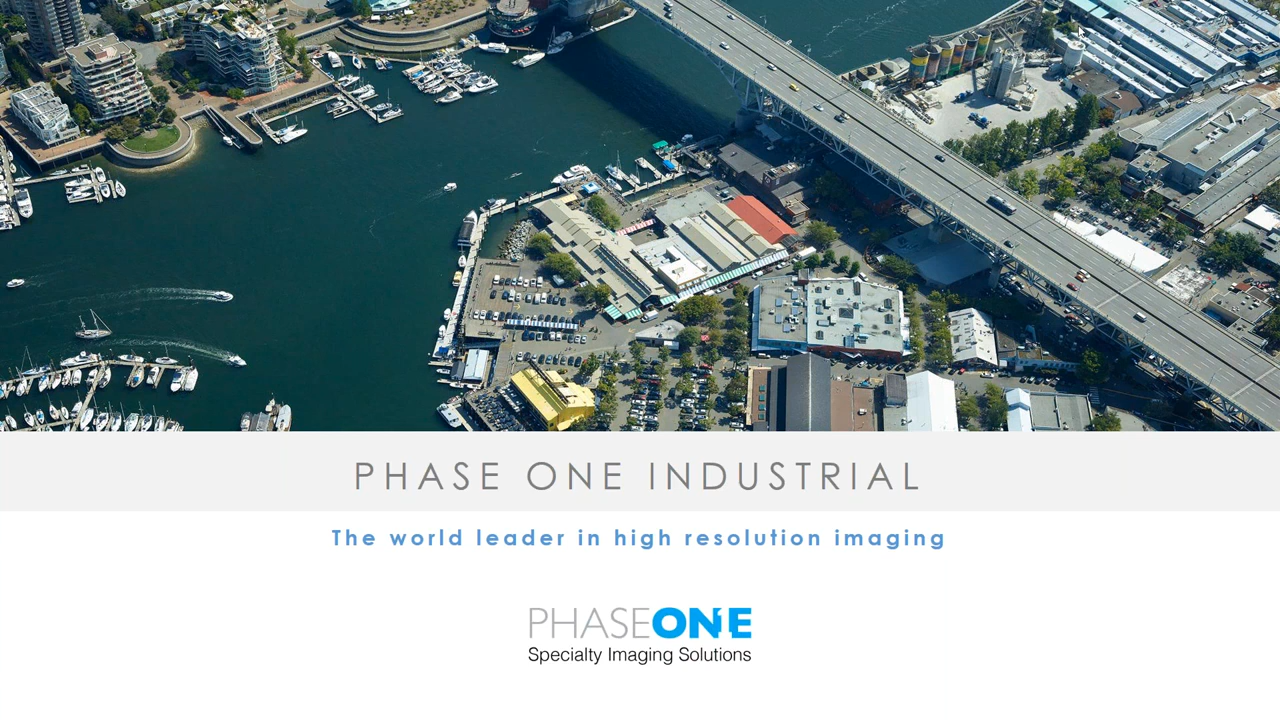 PHASE ONE INDUSTRIAL
The world leader in high resolution imaging
PHASEONE
Specialty Imaging Solutions